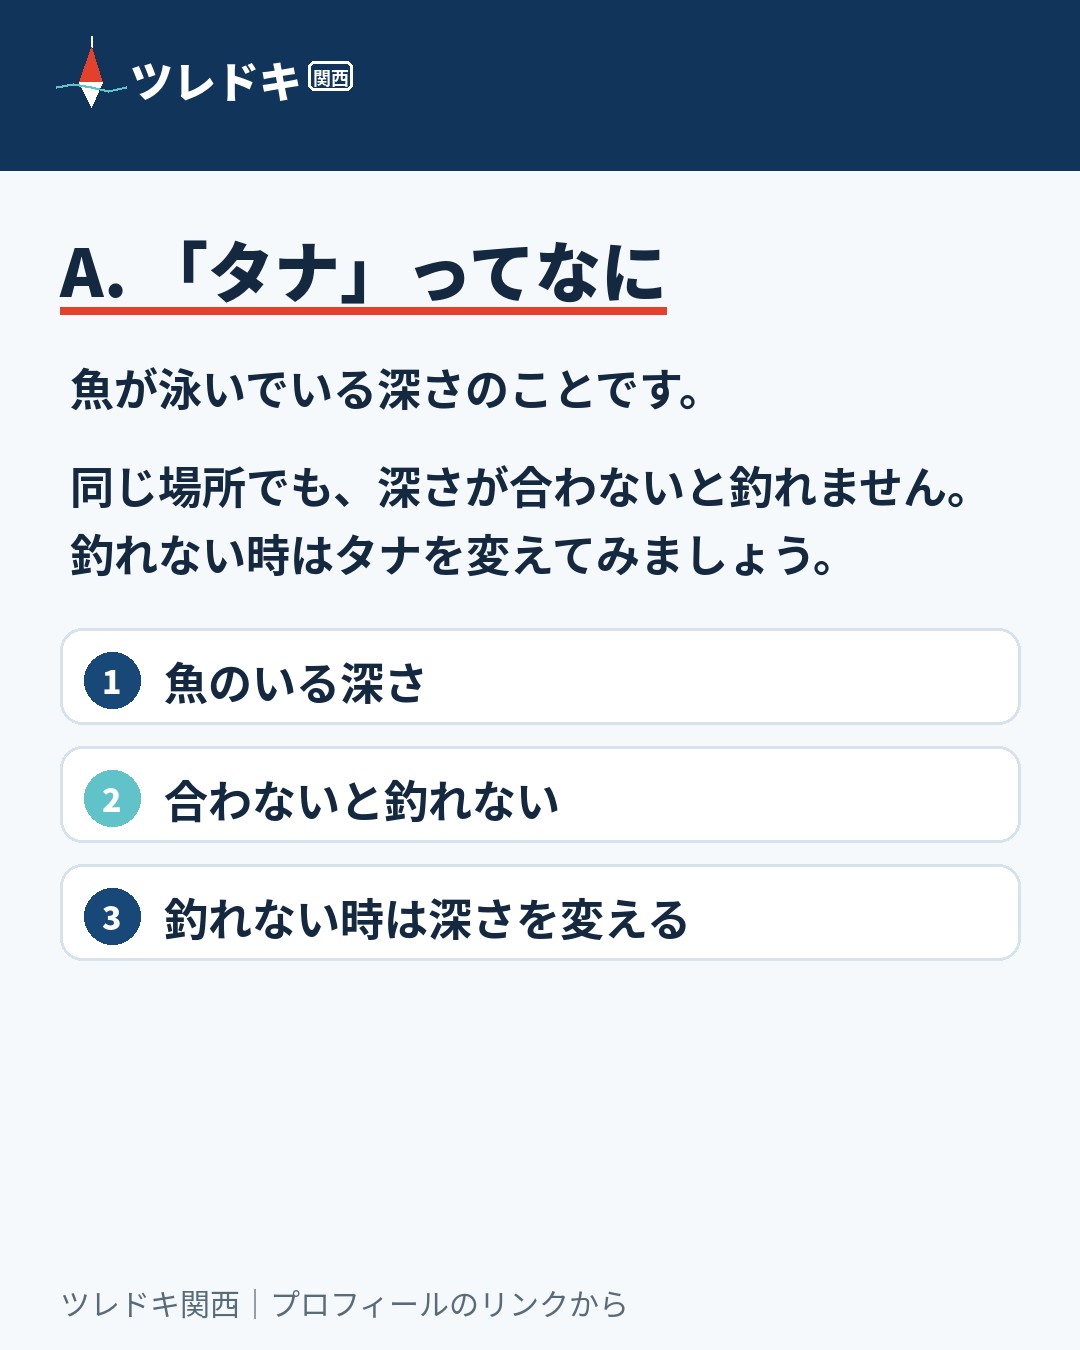 ツレドキ 関西
A. 「タナ」ってなに
魚が泳いでいる深さのことです。
同じ場所でも、深さが合わないと釣れません。
釣れない時はタナを変えてみましょう。
1 魚のいる深さ
2 合わないと釣れない
3 釣れない時は深さを変える
ツレドキ関西｜プロフィールのリンクから